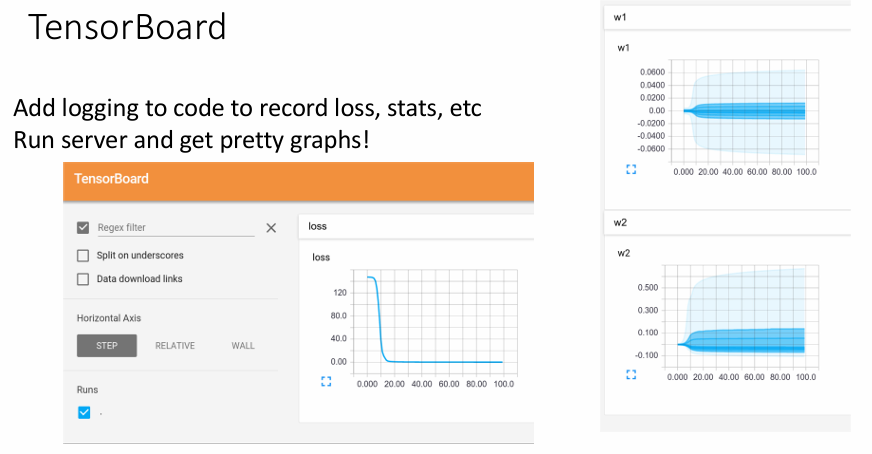 TensorBoard
Add logging to code to record loss, stats, etc
Run server and get pretty graphs!
TensorBoard
Regex filter
Split on underscores
Data download links
Horizontal Axis
STEP RELATIVE WALL
Runs
.
loss
loss
120
80.0
40.0
0.00
0.000 20.00 40.00 60.00 80.00 100.0
w1
w1
0.0600
0.0400
0.0200
0.00
-0.0200
-0.0400
-0.0600
0.000 20.00 40.00 60.00 80.00 100.0
w2
w2
0.500
0.300
0.100
-0.100
0.000 20.00 40.00 60.00 80.00 100.0